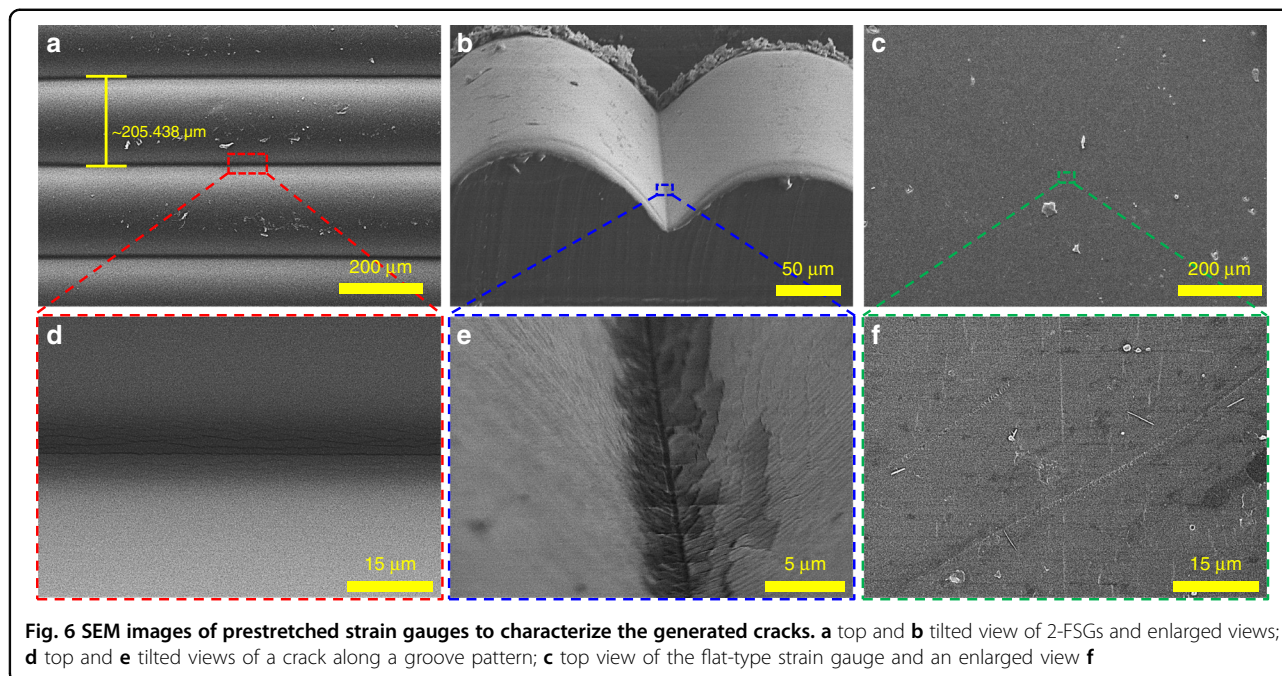 a
b
c
~205.438 µm
200 µm
50 µm
200 µm
d
e
f
15 µm
5 µm
15 µm
Fig. 6 SEM images of prestretched strain gauges to characterize the generated cracks. a top and b tilted view of 2-FSGs and enlarged views;
d top and e tilted views of a crack along a groove pattern; c top view of the flat-type strain gauge and an enlarged view f